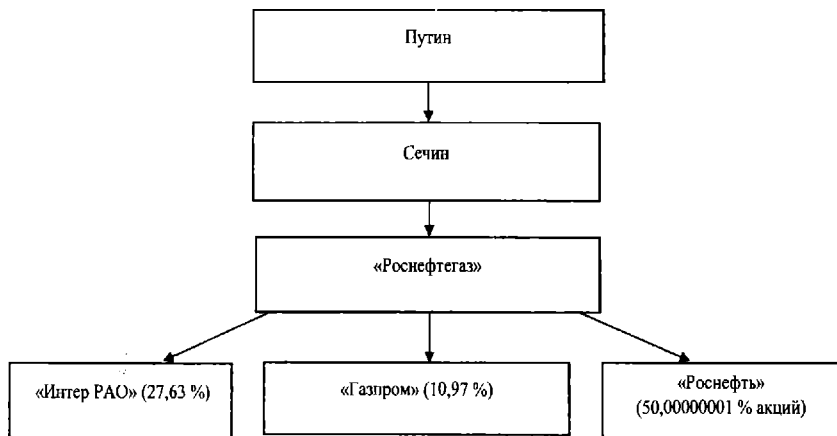 Путин
Сечин
«Роснефтегаз»
«Интер РАО» (27,63 %)
«Газпром» (10,97 %)
«Роснефть»
(50,00000001 % акций)